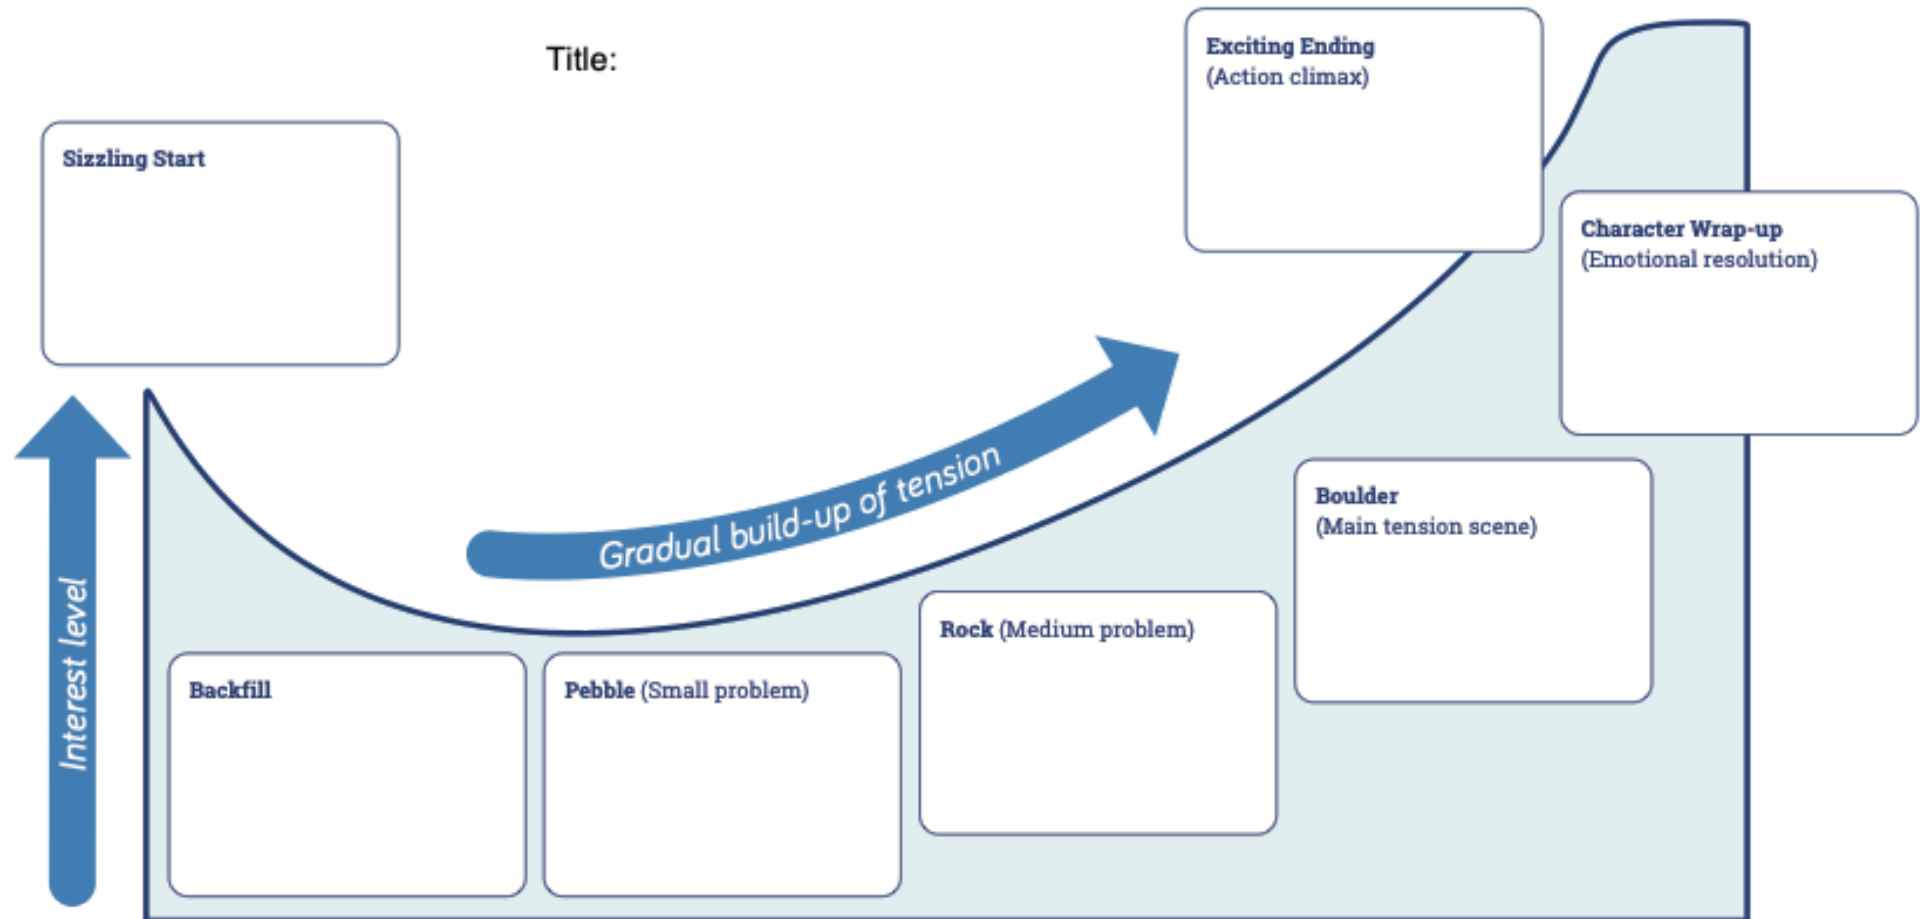 Title:
Sizzling Start
Exciting Ending
(Action climax)
Character Wrap-up
(Emotional resolution)
Interest level
Gradual build-up of tension
Backfill
Pebble (Small problem)
Rock (Medium problem)
Boulder
(Main tension scene)